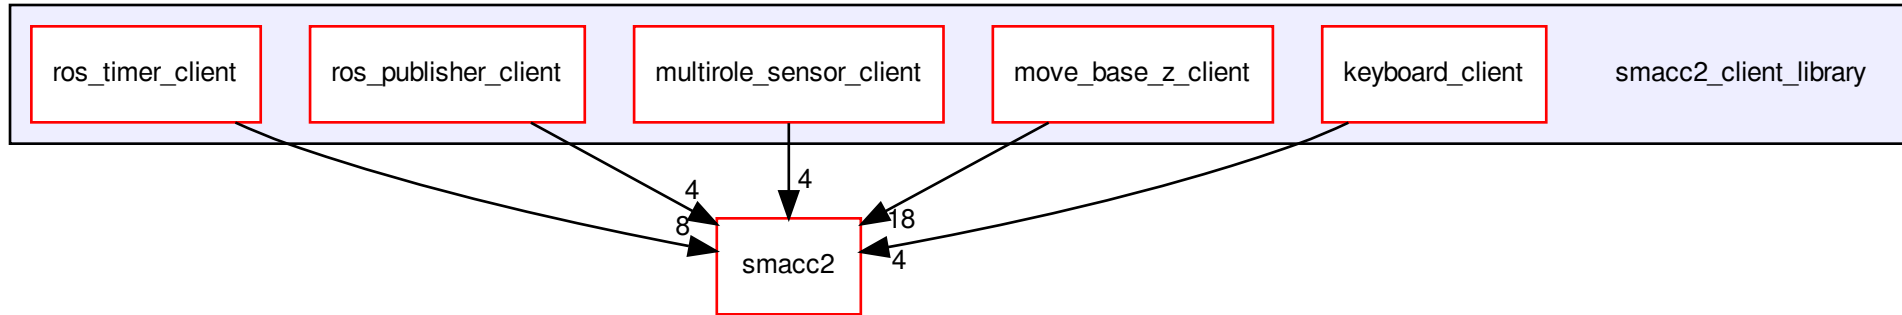 ros_timer_client
ros_publisher_client
multirole_sensor_client
move_base_z_client
keyboard_client
smacc2_client_library
4
4
8
18
4
smacc2